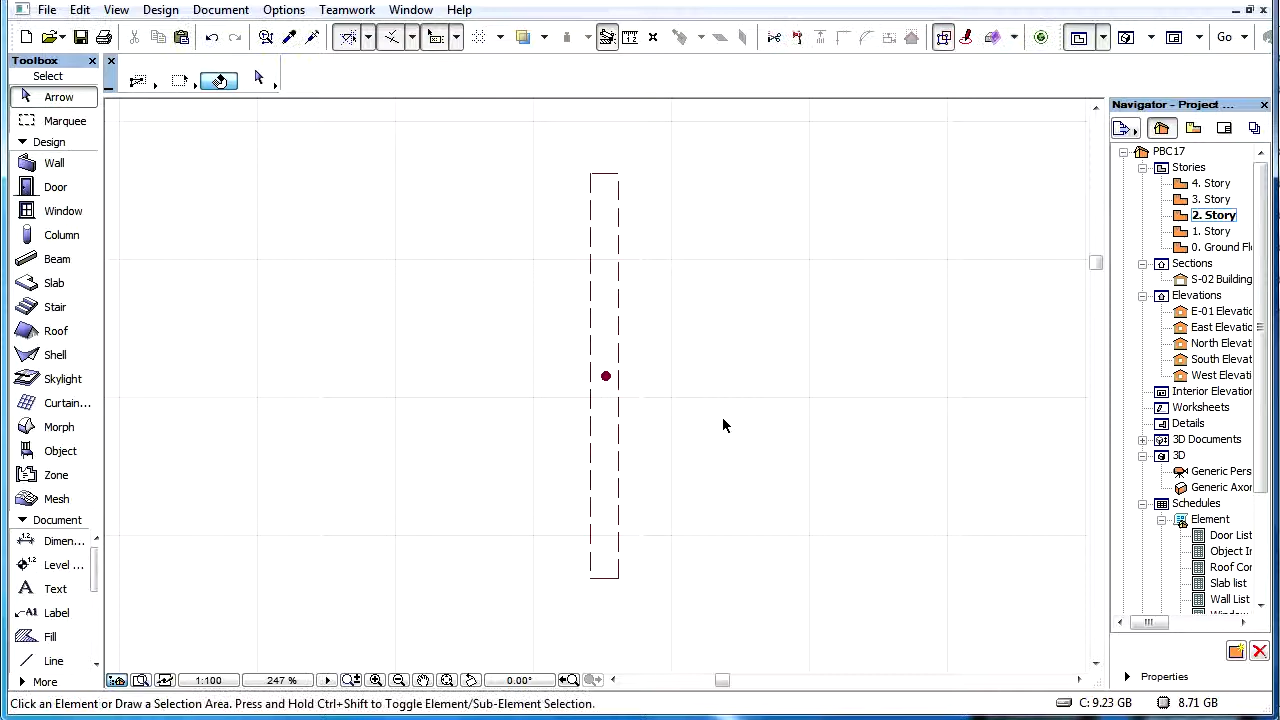 File Edit View Design Document Options Teamwork Window Help
Go
Toolbox
Select
Arrow
Marquee
Design
Wall
Door
Window
Column
Beam
Slab
Stair
Roof
Shell
Skylight
Curtain...
Morph
Object
Zone
Mesh
Document
Dimen...
Level ...
Text
Label
Fill
Line
More
Navigator - Project ...
PBC17
Stories
4. Story
3. Story
2. Story
1. Story
0. Ground Fl
Sections
S-02 Building
Elevations
E-01 Elevatio
East Elevatio
North Elevat
South Elevat
West Elevati
Interior Elevation
Worksheets
Details
3D Documents
3D
Generic Pers
Generic Axor
Schedules
Element
Door List
Object In
Roof Cor
Slab list
Wall List
Properties
1:100 247 % 0.00°
Click an Element or Draw a Selection Area. Press and Hold Ctrl+Shift to Toggle Element/Sub-Element Selection.
C: 9.23 GB 8.71 GB